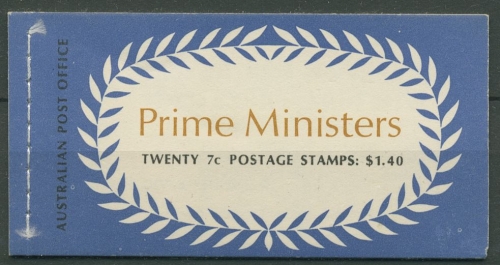 AUSTRALIAN POST OFFICE
Prime Ministers
TWENTY 7c POSTAGE STAMPS: $1.40